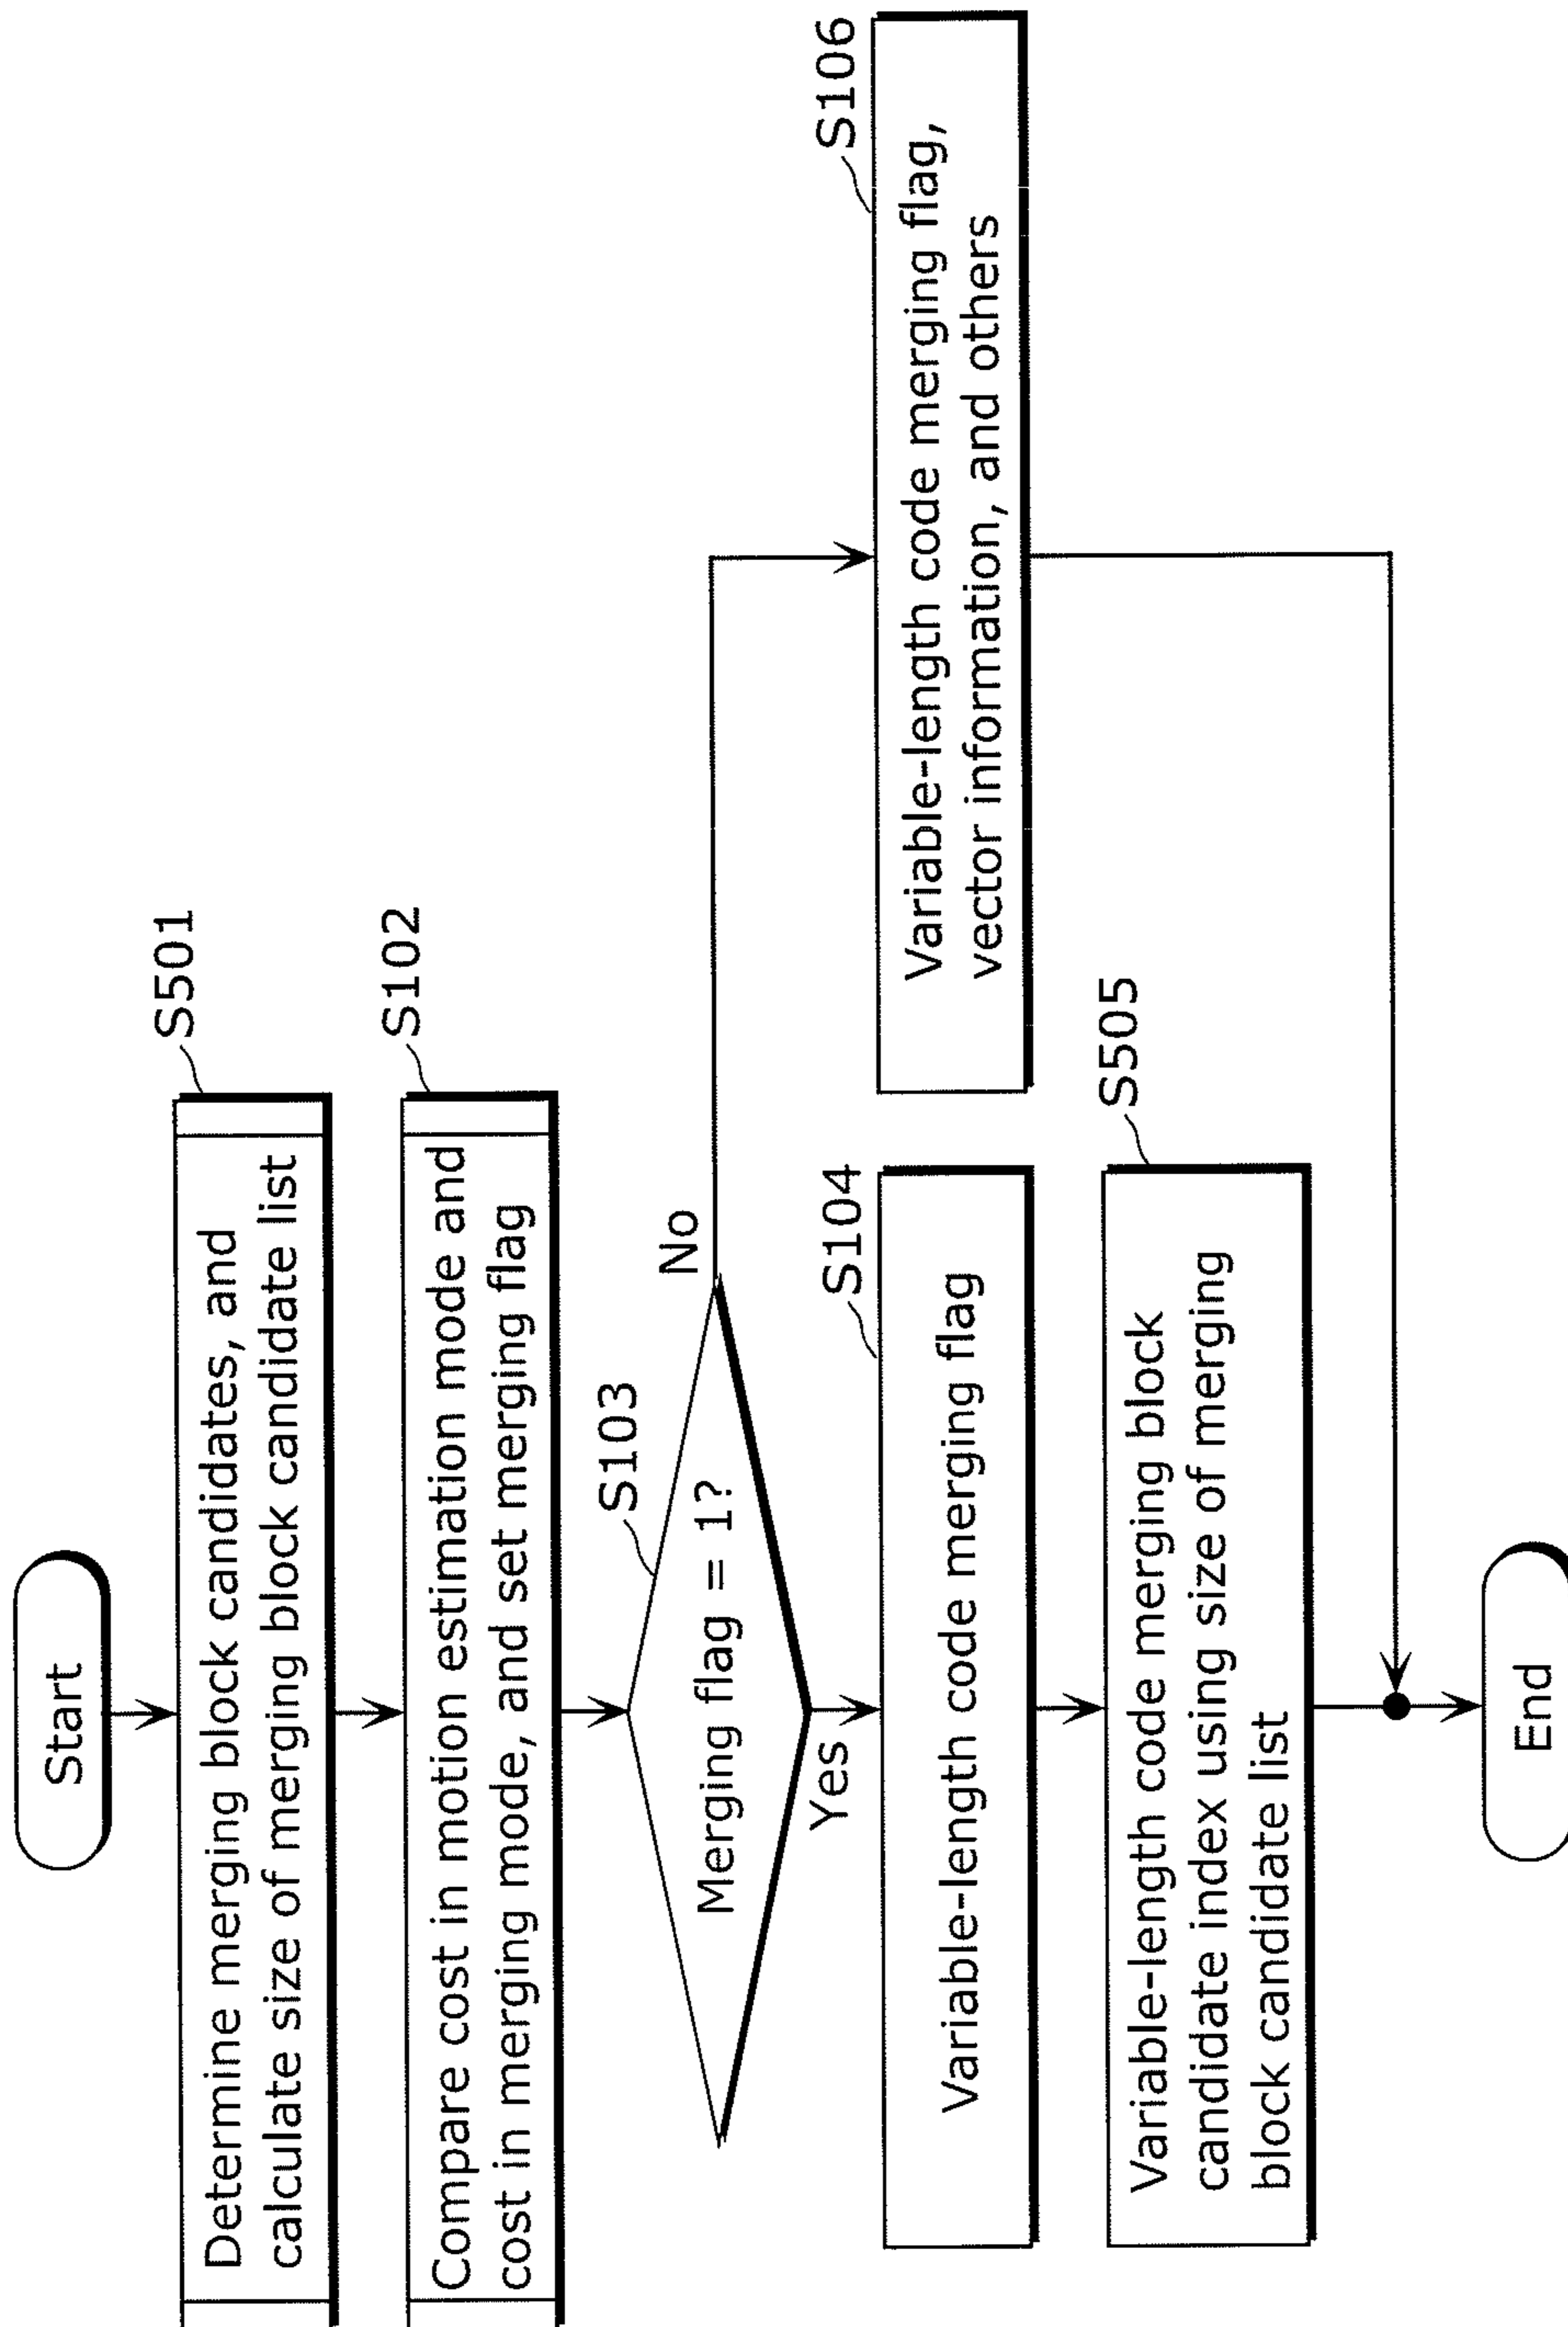 Start
S501
Determine merging block candidates, and
calculate size of merging block candidate list
S102
Compare cost in motion estimation mode and
cost in merging mode, and set merging flag
S103
Merging flag = 1?
No
Yes
S104
Variable-length code merging flag
S106
Variable-length code merging flag,
vector information, and others
S505
Variable-length code merging block
candidate index using size of merging
block candidate list
End